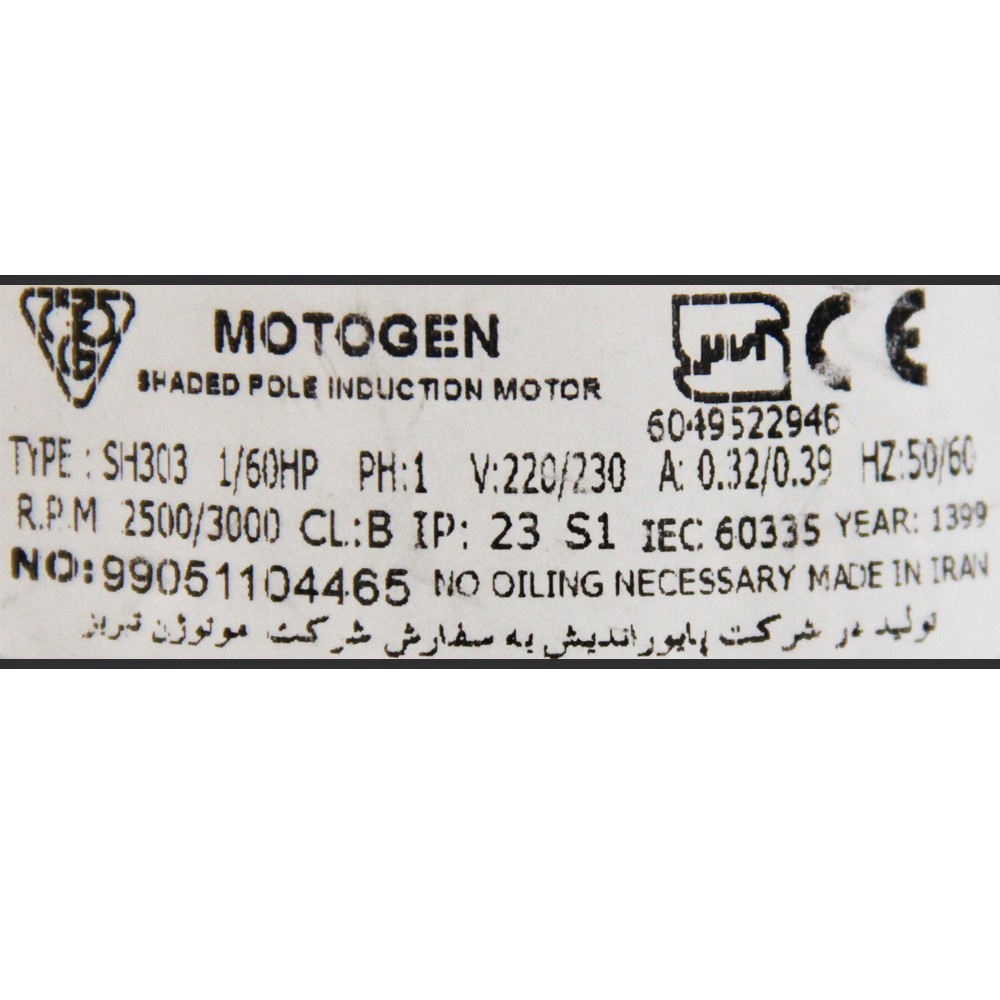 MOTOGEN
SHADED POLE INDUCTION MOTOR
CE
6049522946
TYPE : SH303 1/60HP PH:1 V:220/230 A: 0.32/0.39 HZ:50/60
R.P.M 2500/3000 CL.:B IP: 23 S1 IEC 60335 YEAR: 1399
NO:99051104465 NO OILING NECESSARY MADE IN IRAN
تولید در شرکت پایوراندیش به سفارش شرکت موتوژن تبریز